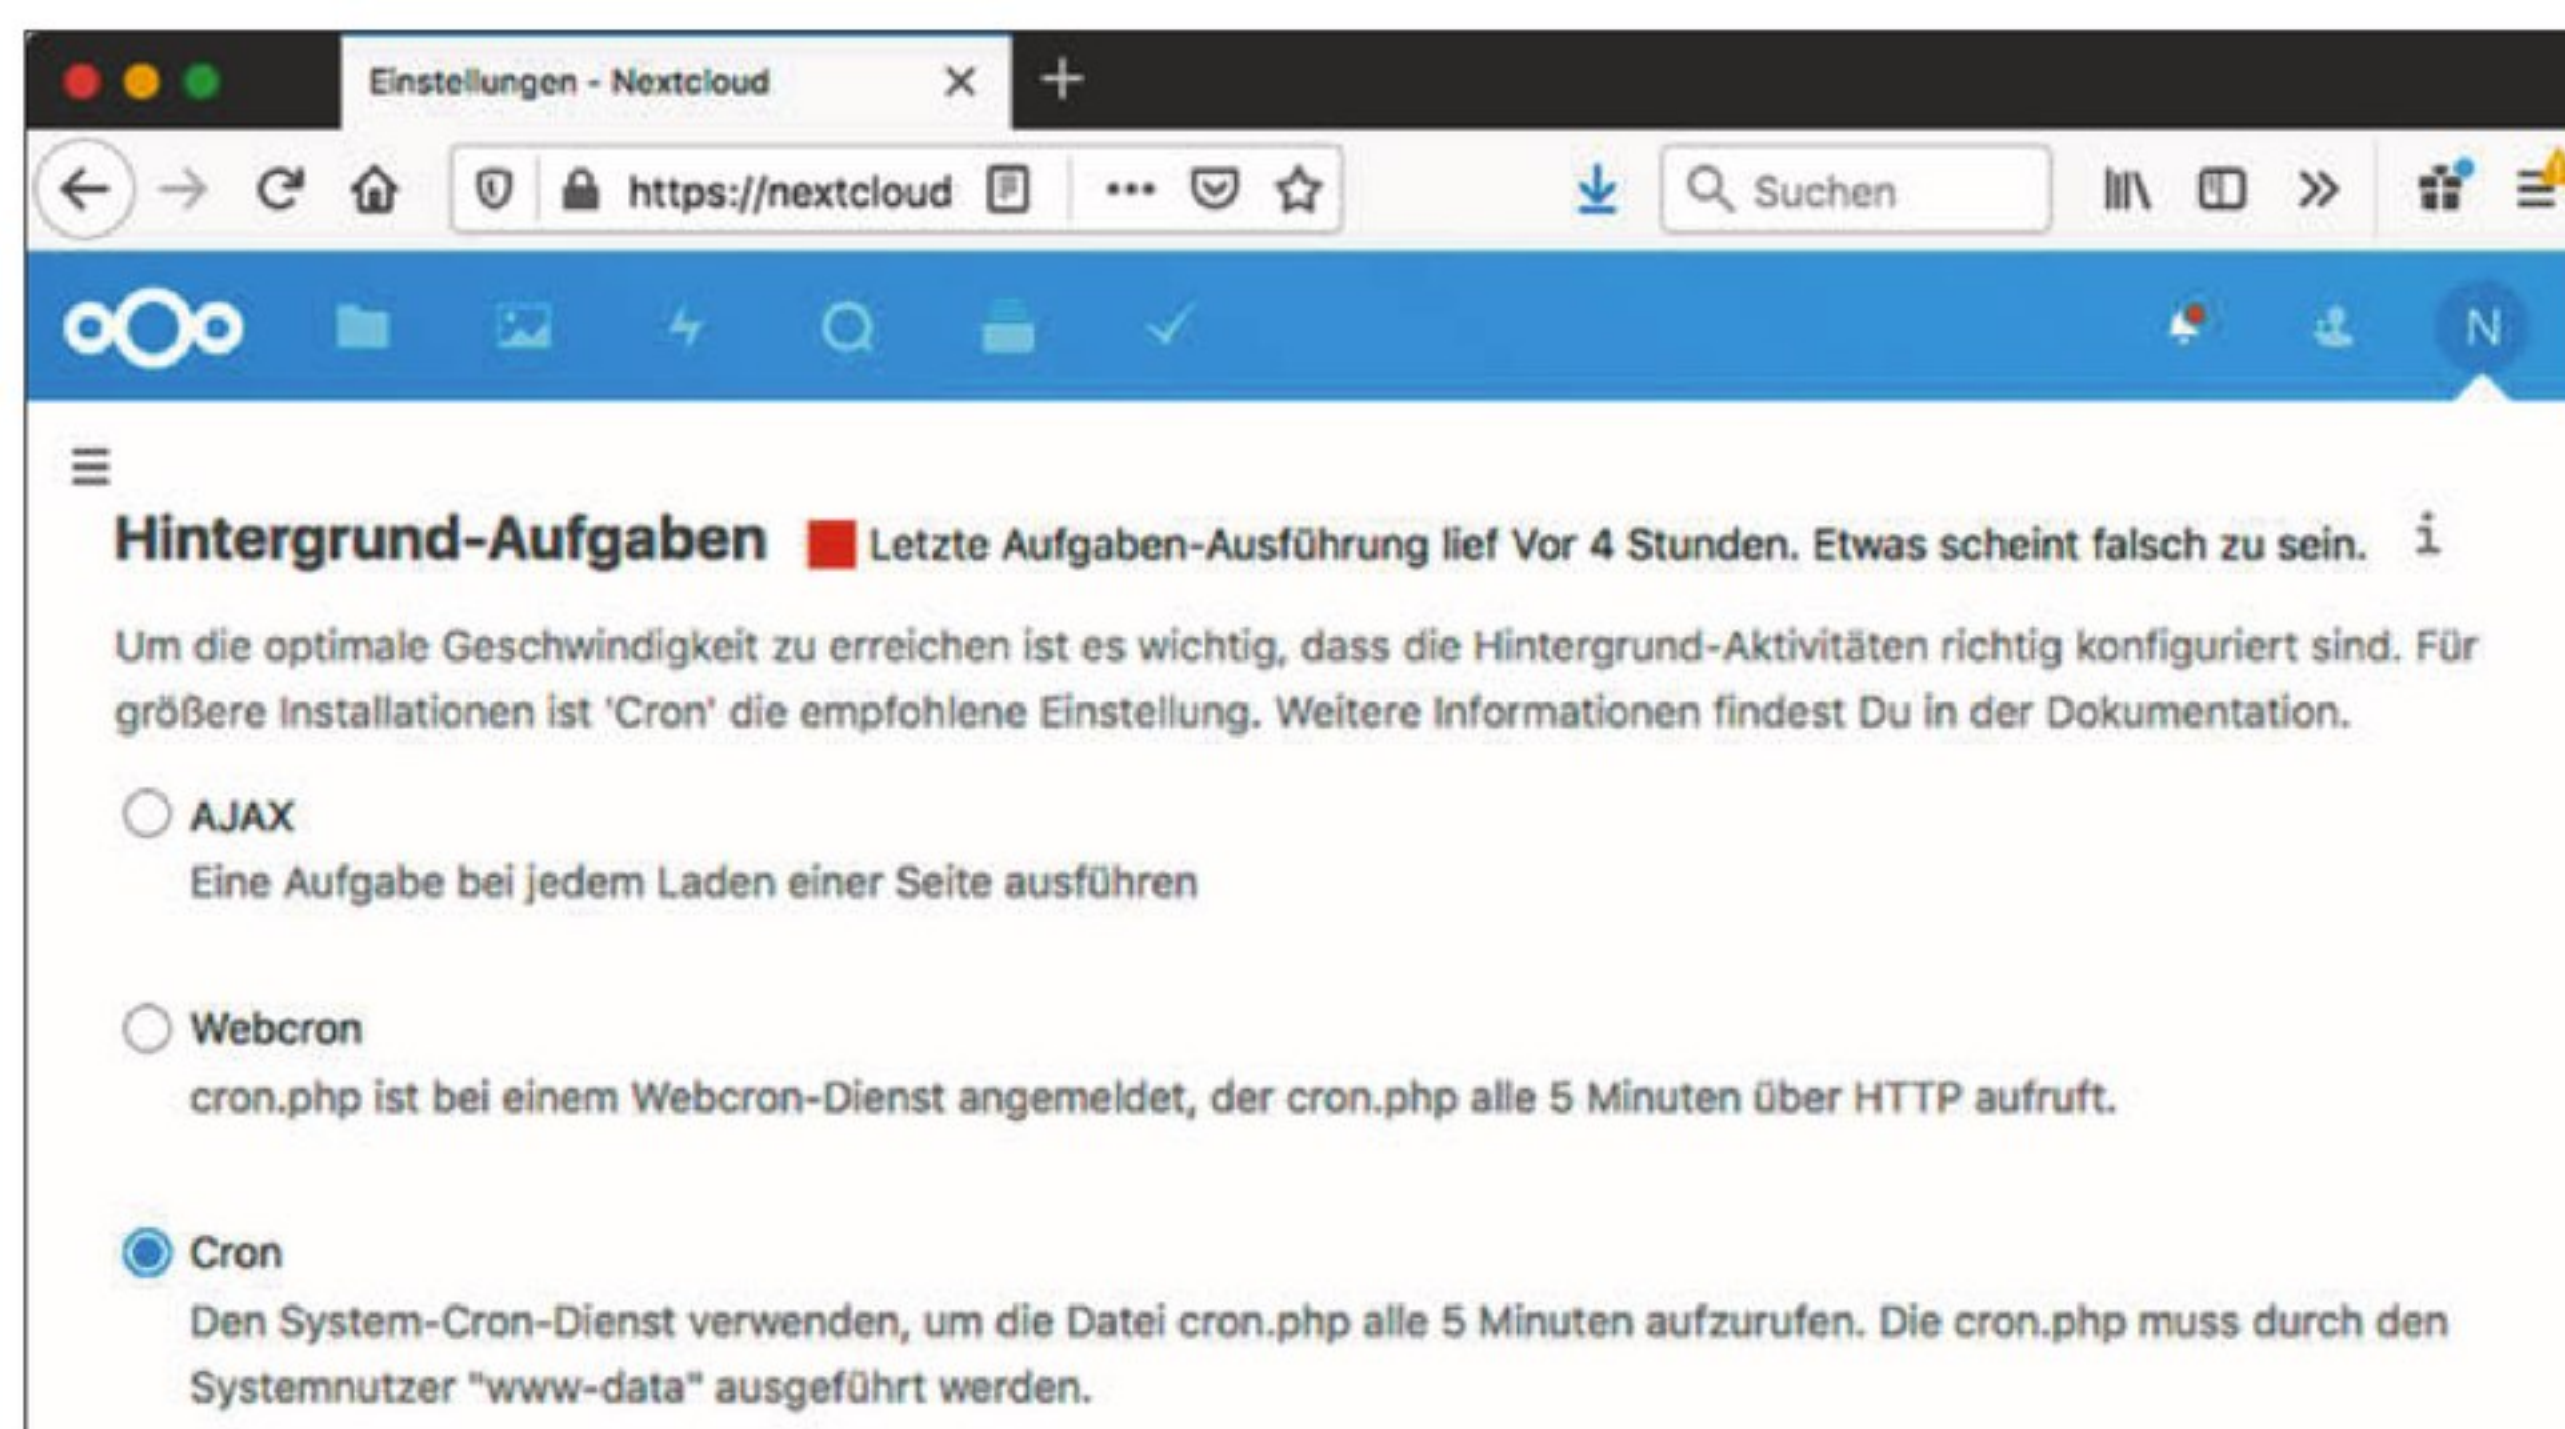 Einstellungen - Nextcloud
https://nextcloud
Suchen
N
Hintergrund-Aufgaben Letzte Aufgaben-Ausführung lief Vor 4 Stunden. Etwas scheint falsch zu sein. i
Um die optimale Geschwindigkeit zu erreichen ist es wichtig, dass die Hintergrund-Aktivitäten richtig konfiguriert sind. Für
größere Installationen ist 'Cron' die empfohlene Einstellung. Weitere Informationen findest Du in der Dokumentation.
AJAX
Eine Aufgabe bei jedem Laden einer Seite ausführen
Webcron
cron.php ist bei einem Webcron-Dienst angemeldet, der cron.php alle 5 Minuten über HTTP aufruft.
Cron
Den System-Cron-Dienst verwenden, um die Datei cron.php alle 5 Minuten aufzurufen. Die cron.php muss durch den
Systemnutzer "www-data" ausgeführt werden.